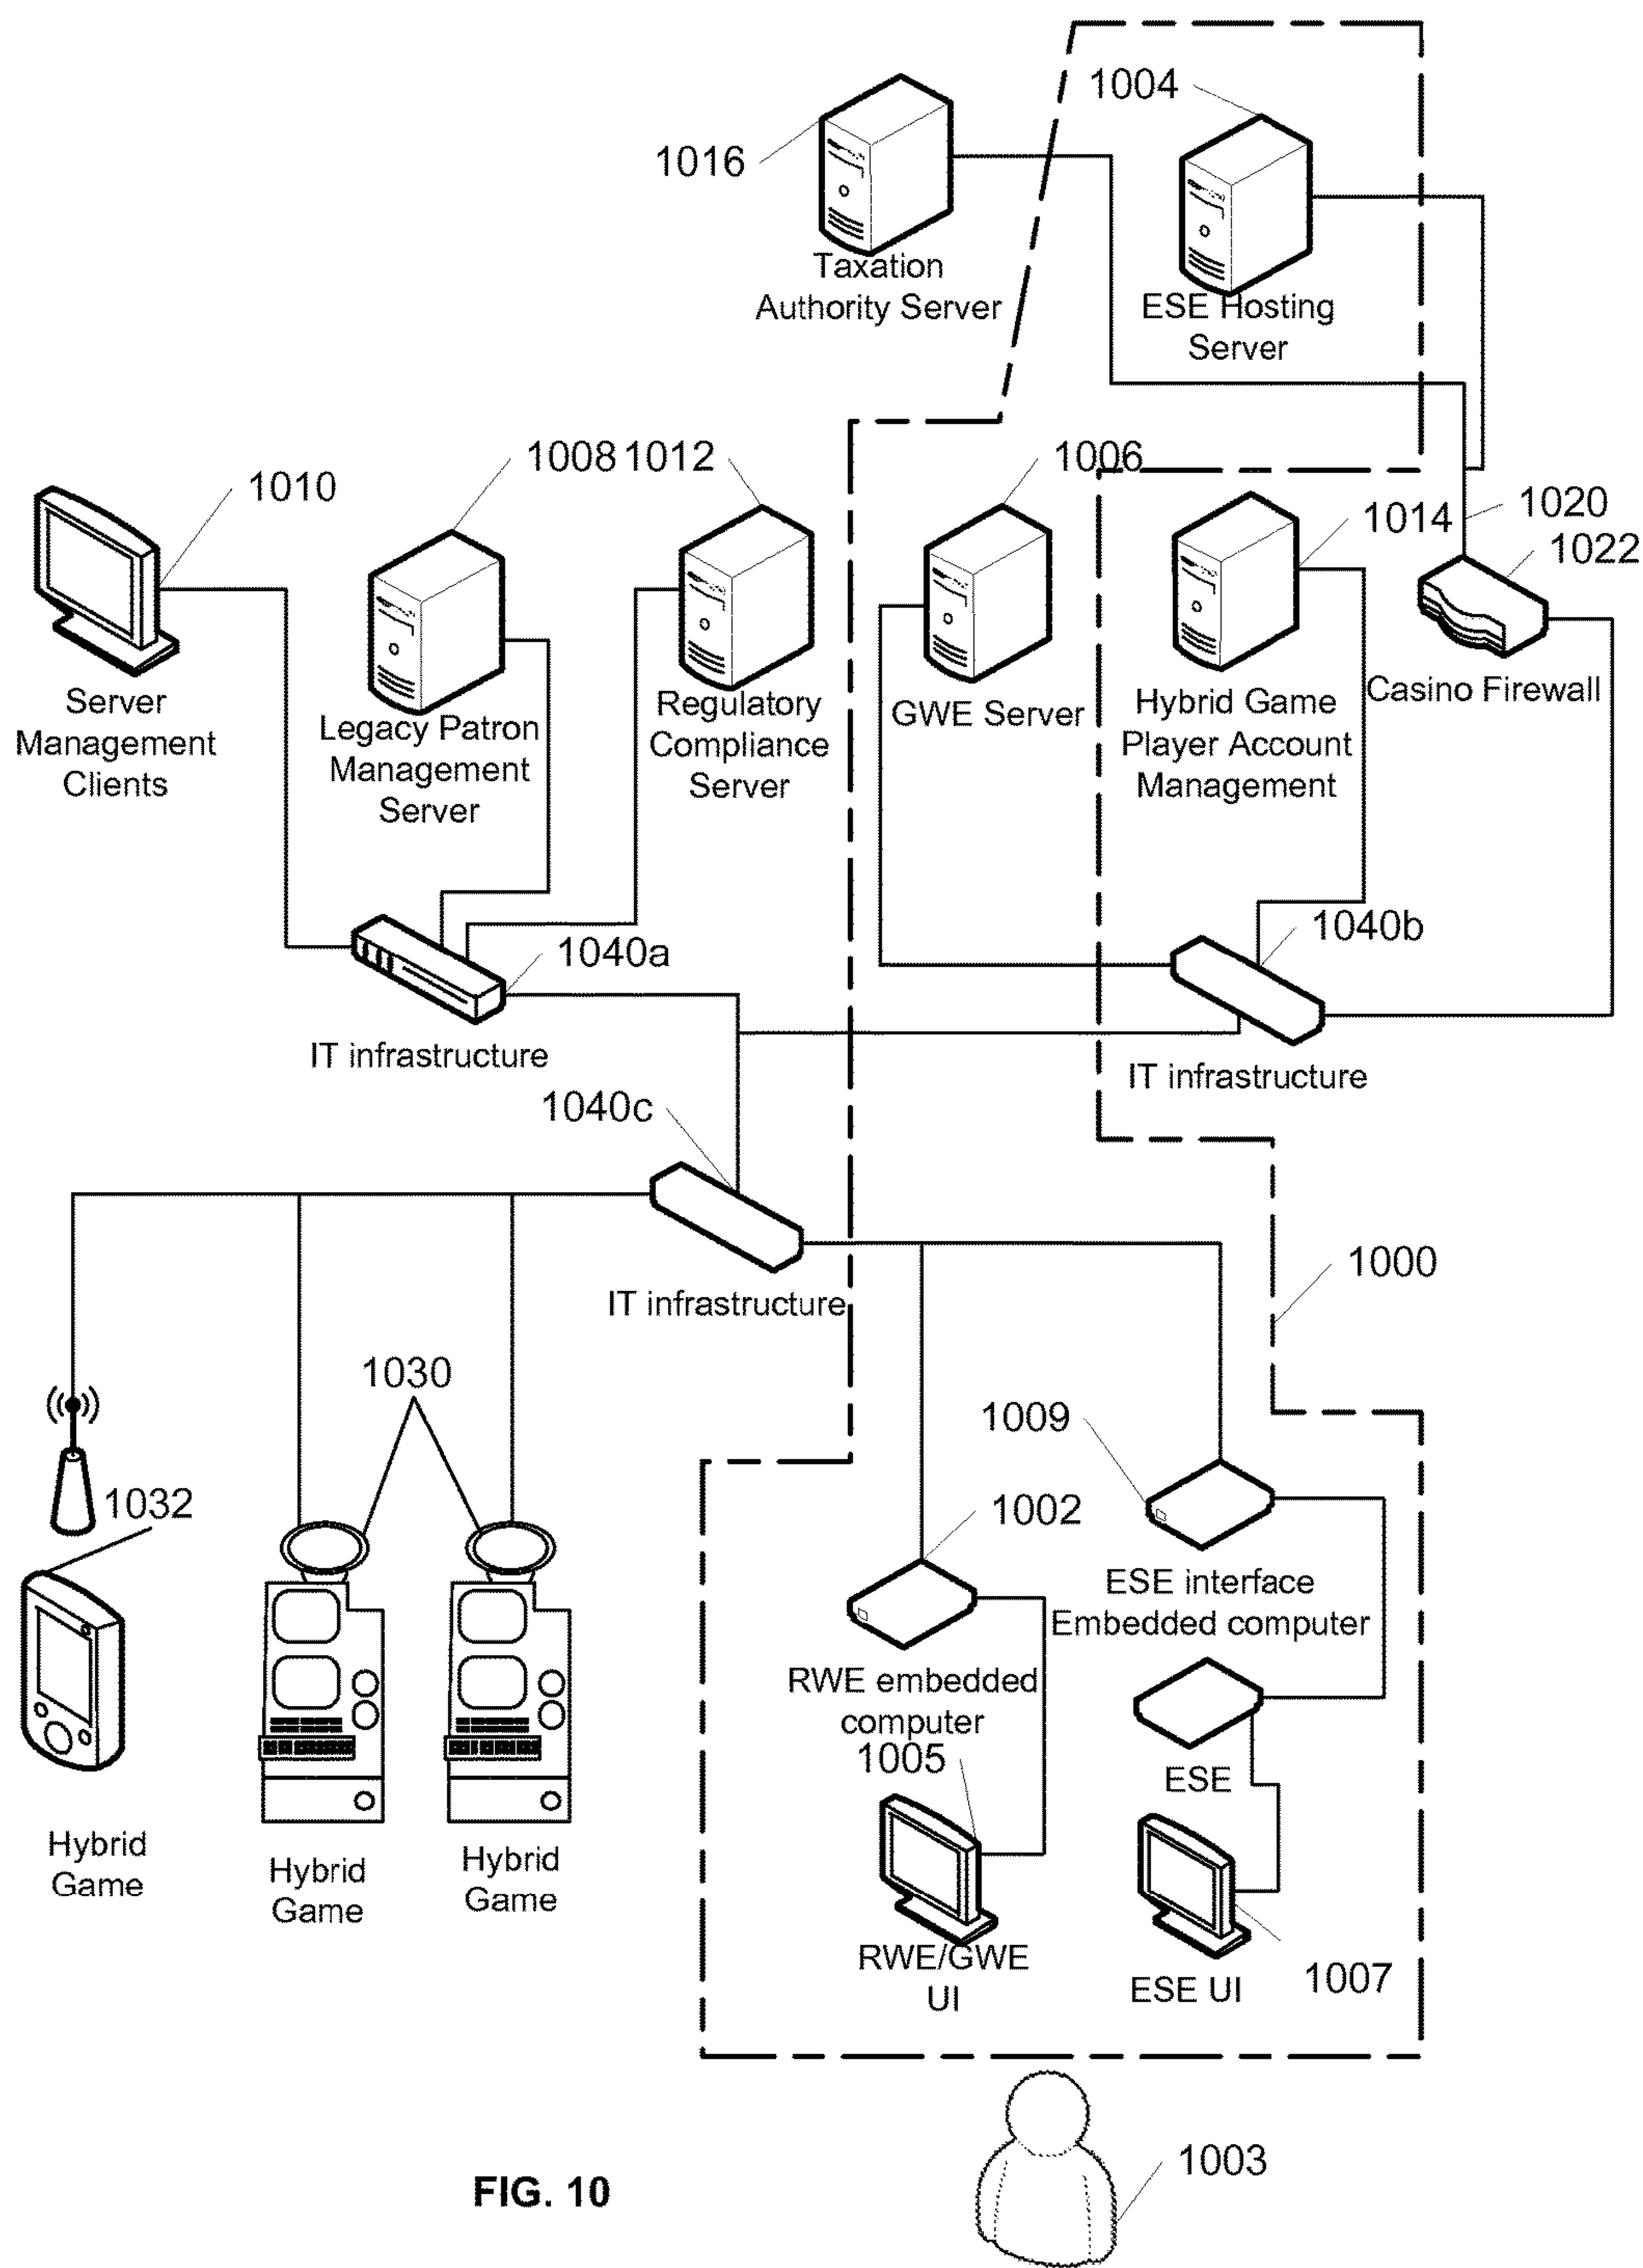 1004
1016
Taxation
Authority Server
ESE Hosting
Server
1008
1012
1006
1010
1014
1020
1022
Server
Management
Clients
Legacy Patron
Management
Server
Regulatory
Compliance
Server
GWE Server
Hybrid Game
Player Account
Management
Casino Firewall
1040a
1040b
IT infrastructure
IT infrastructure
1040c
IT infrastructure
1000
1030
1009
1032
1002
ESE interface
Embedded computer
RWE embedded
computer
1005
ESE
Hybrid
Game
Hybrid
Game
Hybrid
Game
RWE/GWE
UI
ESE UI
1007
1003
FIG. 10